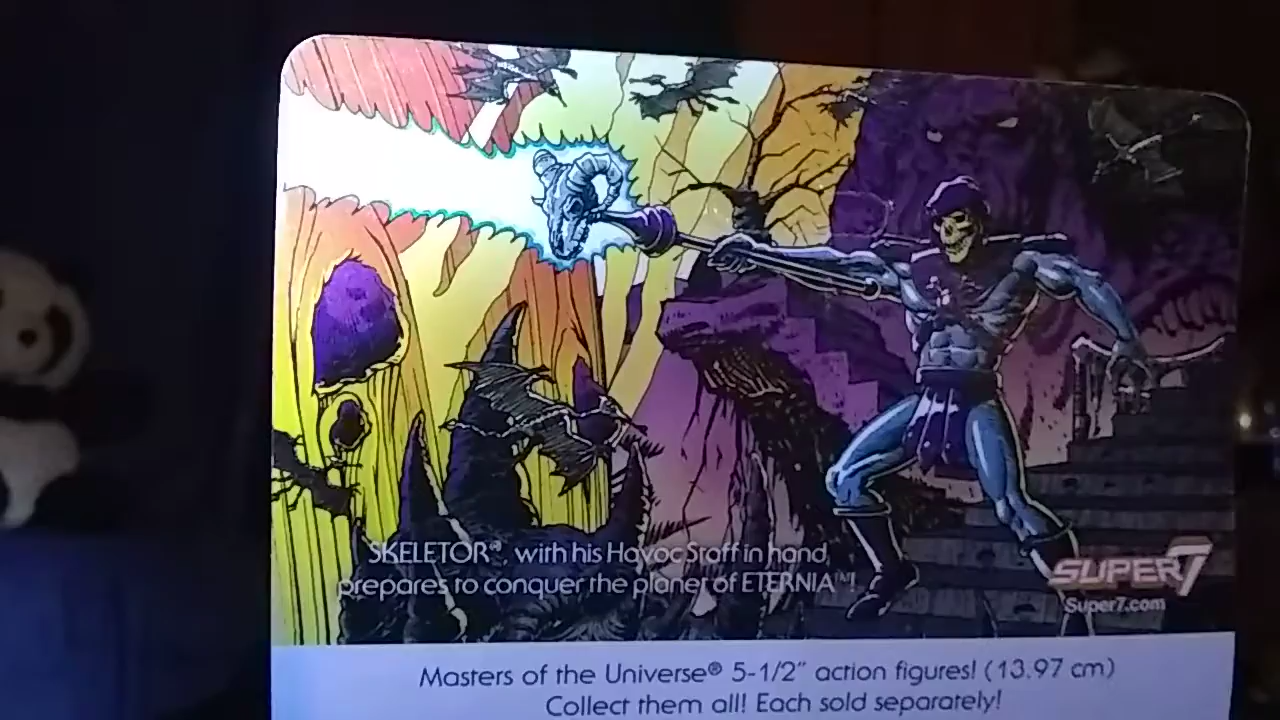 SKELETOR™, with his Havoc Staff in hand,
prepares to conquer the planet of ETERNIA™!
SUPER7
Super7.com
Masters of the Universe® 5-1/2" action figures! (13.97 cm)
Collect them all! Each sold separately!